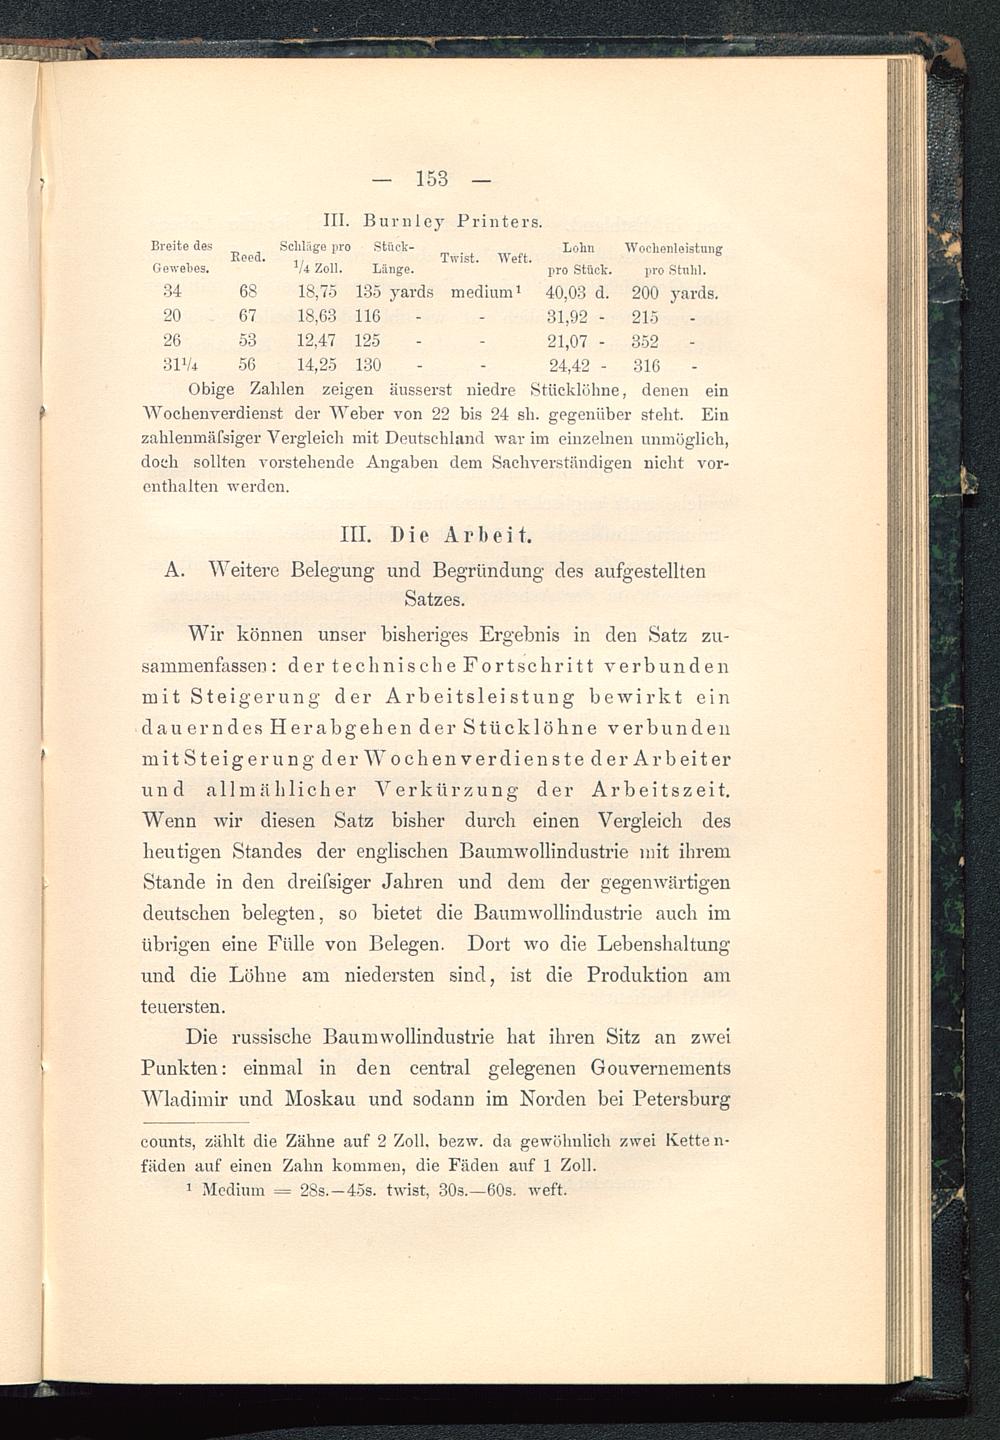 — 153 —
III. Burnley Printers.
Breite des Gewebes. Reed. Schläge pro 1/4 Zoll. Stück-Länge. Twist. Weft. Lohn pro Stück. Wochenleistung pro Stuhl.
34 68 18,75 135 yards medium¹ 40,03 d. 200 yards.
20 67 18,63 116 - - 31,92 - 215 -
26 53 12,47 125 - - 21,07 - 352 -
31¼ 56 14,25 130 - - 24,42 - 316 -
Obige Zahlen zeigen äusserst niedre Stücklöhne, denen ein
Wochenverdienst der Weber von 22 bis 24 sh. gegenüber steht. Ein
zahlenmäfsiger Vergleich mit Deutschland war im einzelnen unmöglich,
doch sollten vorstehende Angaben dem Sachverständigen nicht vor-
enthalten werden.
III. Die Arbeit.
A. Weitere Belegung und Begründung des aufgestellten
Satzes.
Wir können unser bisheriges Ergebnis in den Satz zu-
sammenfassen: der technische Fortschritt verbunden
mit Steigerung der Arbeitsleistung bewirkt ein
dauerndes Herabgehen der Stücklöhne verbunden
mit Steigerung der Wochenverdienste der Arbeiter
und allmählicher Verkürzung der Arbeitszeit.
Wenn wir diesen Satz bisher durch einen Vergleich des
heutigen Standes der englischen Baumwollindustrie mit ihrem
Stande in den dreifsiger Jahren und dem der gegenwärtigen
deutschen belegten, so bietet die Baumwollindustrie auch im
übrigen eine Fülle von Belegen. Dort wo die Lebenshaltung
und die Löhne am niedersten sind, ist die Produktion am
teuersten.
Die russische Baumwollindustrie hat ihren Sitz an zwei
Punkten: einmal in den central gelegenen Gouvernements
Wladimir und Moskau und sodann im Norden bei Petersburg
counts, zählt die Zähne auf 2 Zoll, bezw. da gewöhnlich zwei Ketten-
fäden auf einen Zahn kommen, die Fäden auf 1 Zoll.
¹ Medium = 28s.—45s. twist, 30s.—60s. weft.